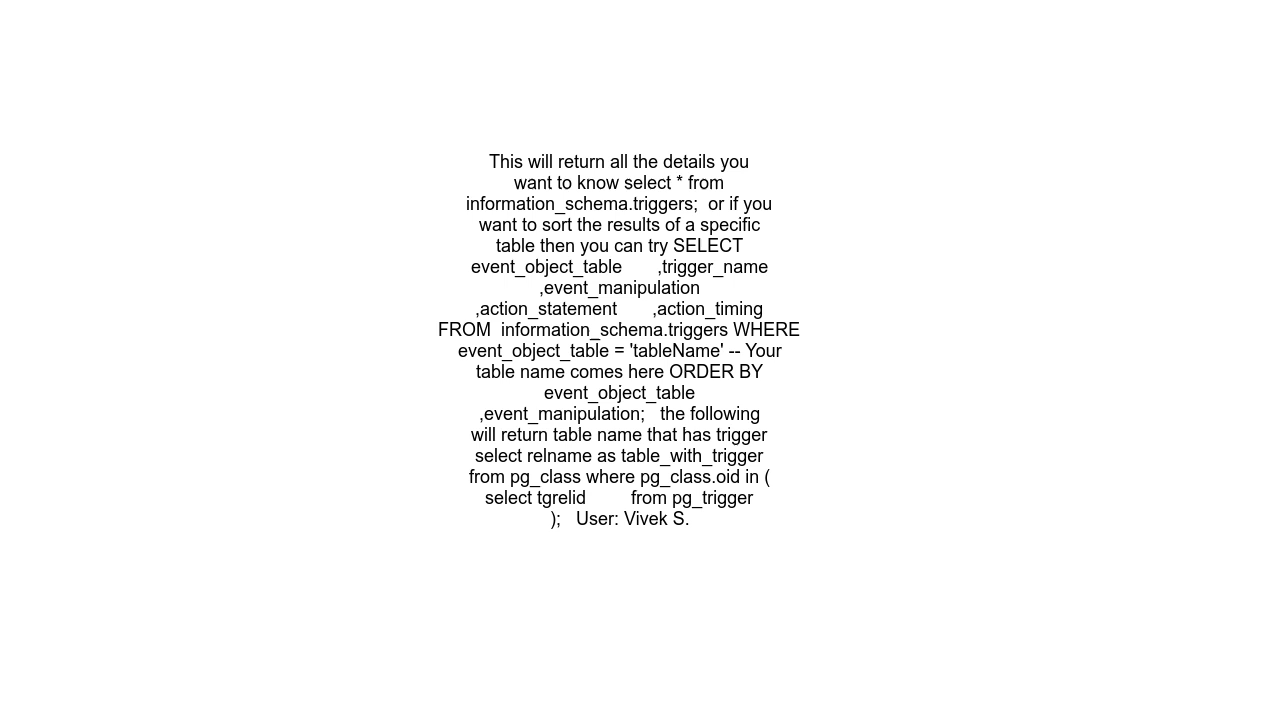 This will return all the details you
want to know select * from
information_schema.triggers;  or if you
want to sort the results of a specific
table then you can try SELECT
event_object_table       ,trigger_name
,event_manipulation
,action_statement       ,action_timing
FROM  information_schema.triggers WHERE
event_object_table = 'tableName' -- Your
table name comes here ORDER BY
event_object_table
,event_manipulation;   the following
will return table name that has trigger
select relname as table_with_trigger
from pg_class where pg_class.oid in (
select tgrelid         from pg_trigger
);   User: Vivek S.